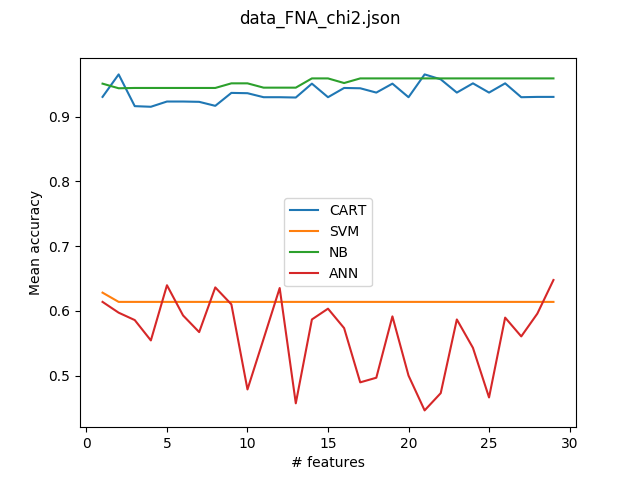 data_FNA_chi2.json
0.9
0.8
0.7
0.6
0.5
Mean accuracy
CART
SVM
NB
ANN
0 5 10 15 20 25 30
# features